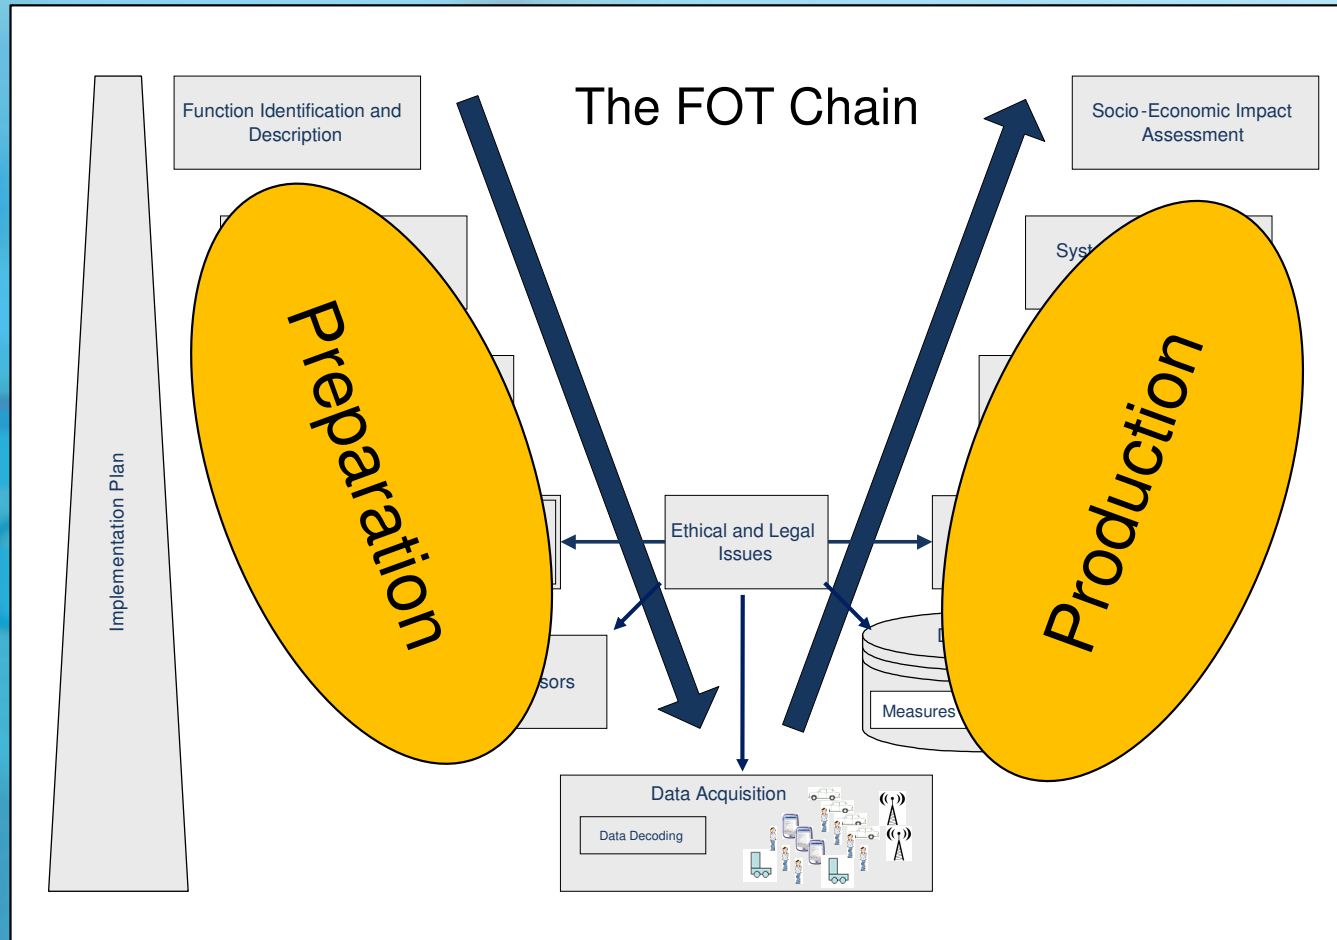 The FOT Chain
Function Identification and
Description
Socio-Economic Impact
Assessment
Preparation
Production
Implementation Plan
Ethical and Legal
Issues
Measures
Data Acquisition
Data Decoding